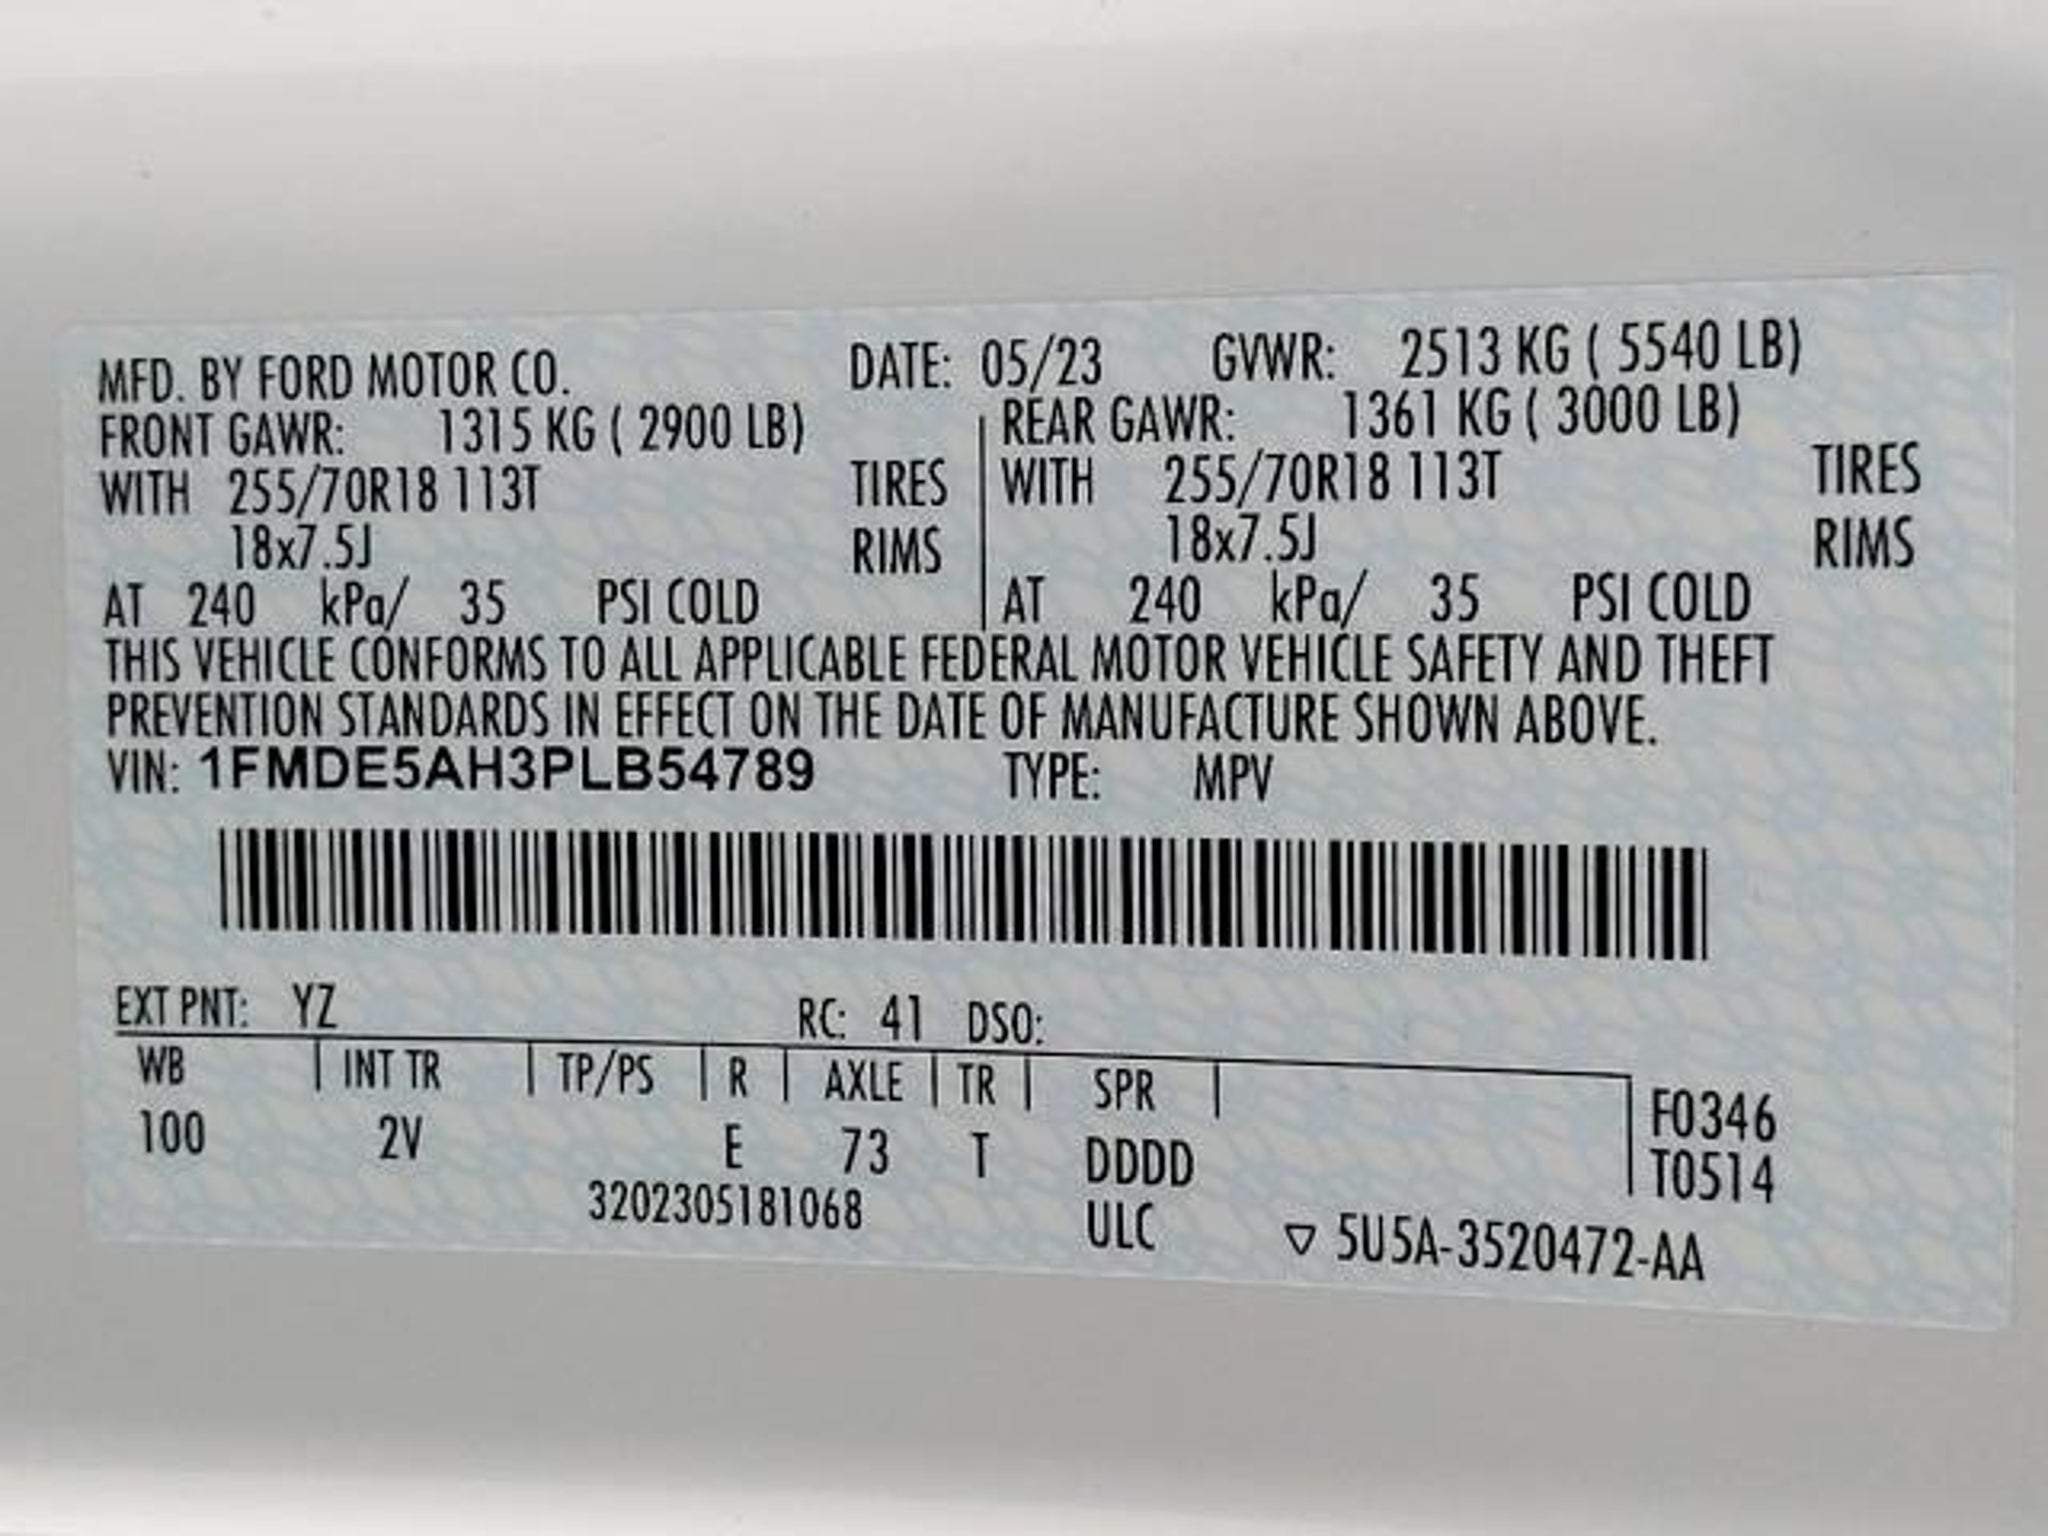 MFD. BY FORD MOTOR CO. DATE: 05/23 GVWR: 2513 KG ( 5540 LB)
FRONT GAWR: 1315 KG ( 2900 LB) REAR GAWR: 1361 KG ( 3000 LB)
WITH 255/70R18 113T TIRES WITH 255/70R18 113T TIRES
18x7.5J RIMS 18x7.5J RIMS
AT 240 kPa/ 35 PSI COLD AT 240 kPa/ 35 PSI COLD
THIS VEHICLE CONFORMS TO ALL APPLICABLE FEDERAL MOTOR VEHICLE SAFETY AND THEFT
PREVENTION STANDARDS IN EFFECT ON THE DATE OF MANUFACTURE SHOWN ABOVE.
VIN: 1FMDE5AH3PLB54789 TYPE: MPV
EXT PNT: YZ RC: 41 DSO:
WB INT TR TP/PS R AXLE TR SPR F0346
100 2V E 73 T DDDD T0514
3202305181068 ULC ▽ 5U5A-3520472-AA